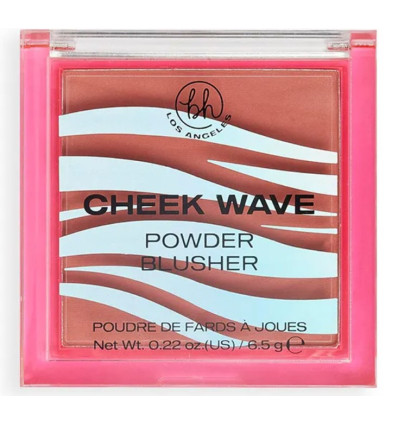 bh
LOS ANGELES
CHEEK WAVE
POWDER
BLUSHER
POUDRE DE FARDS À JOUES
Net Wt. 0.22 oz.(US) / 6.5 g ℮